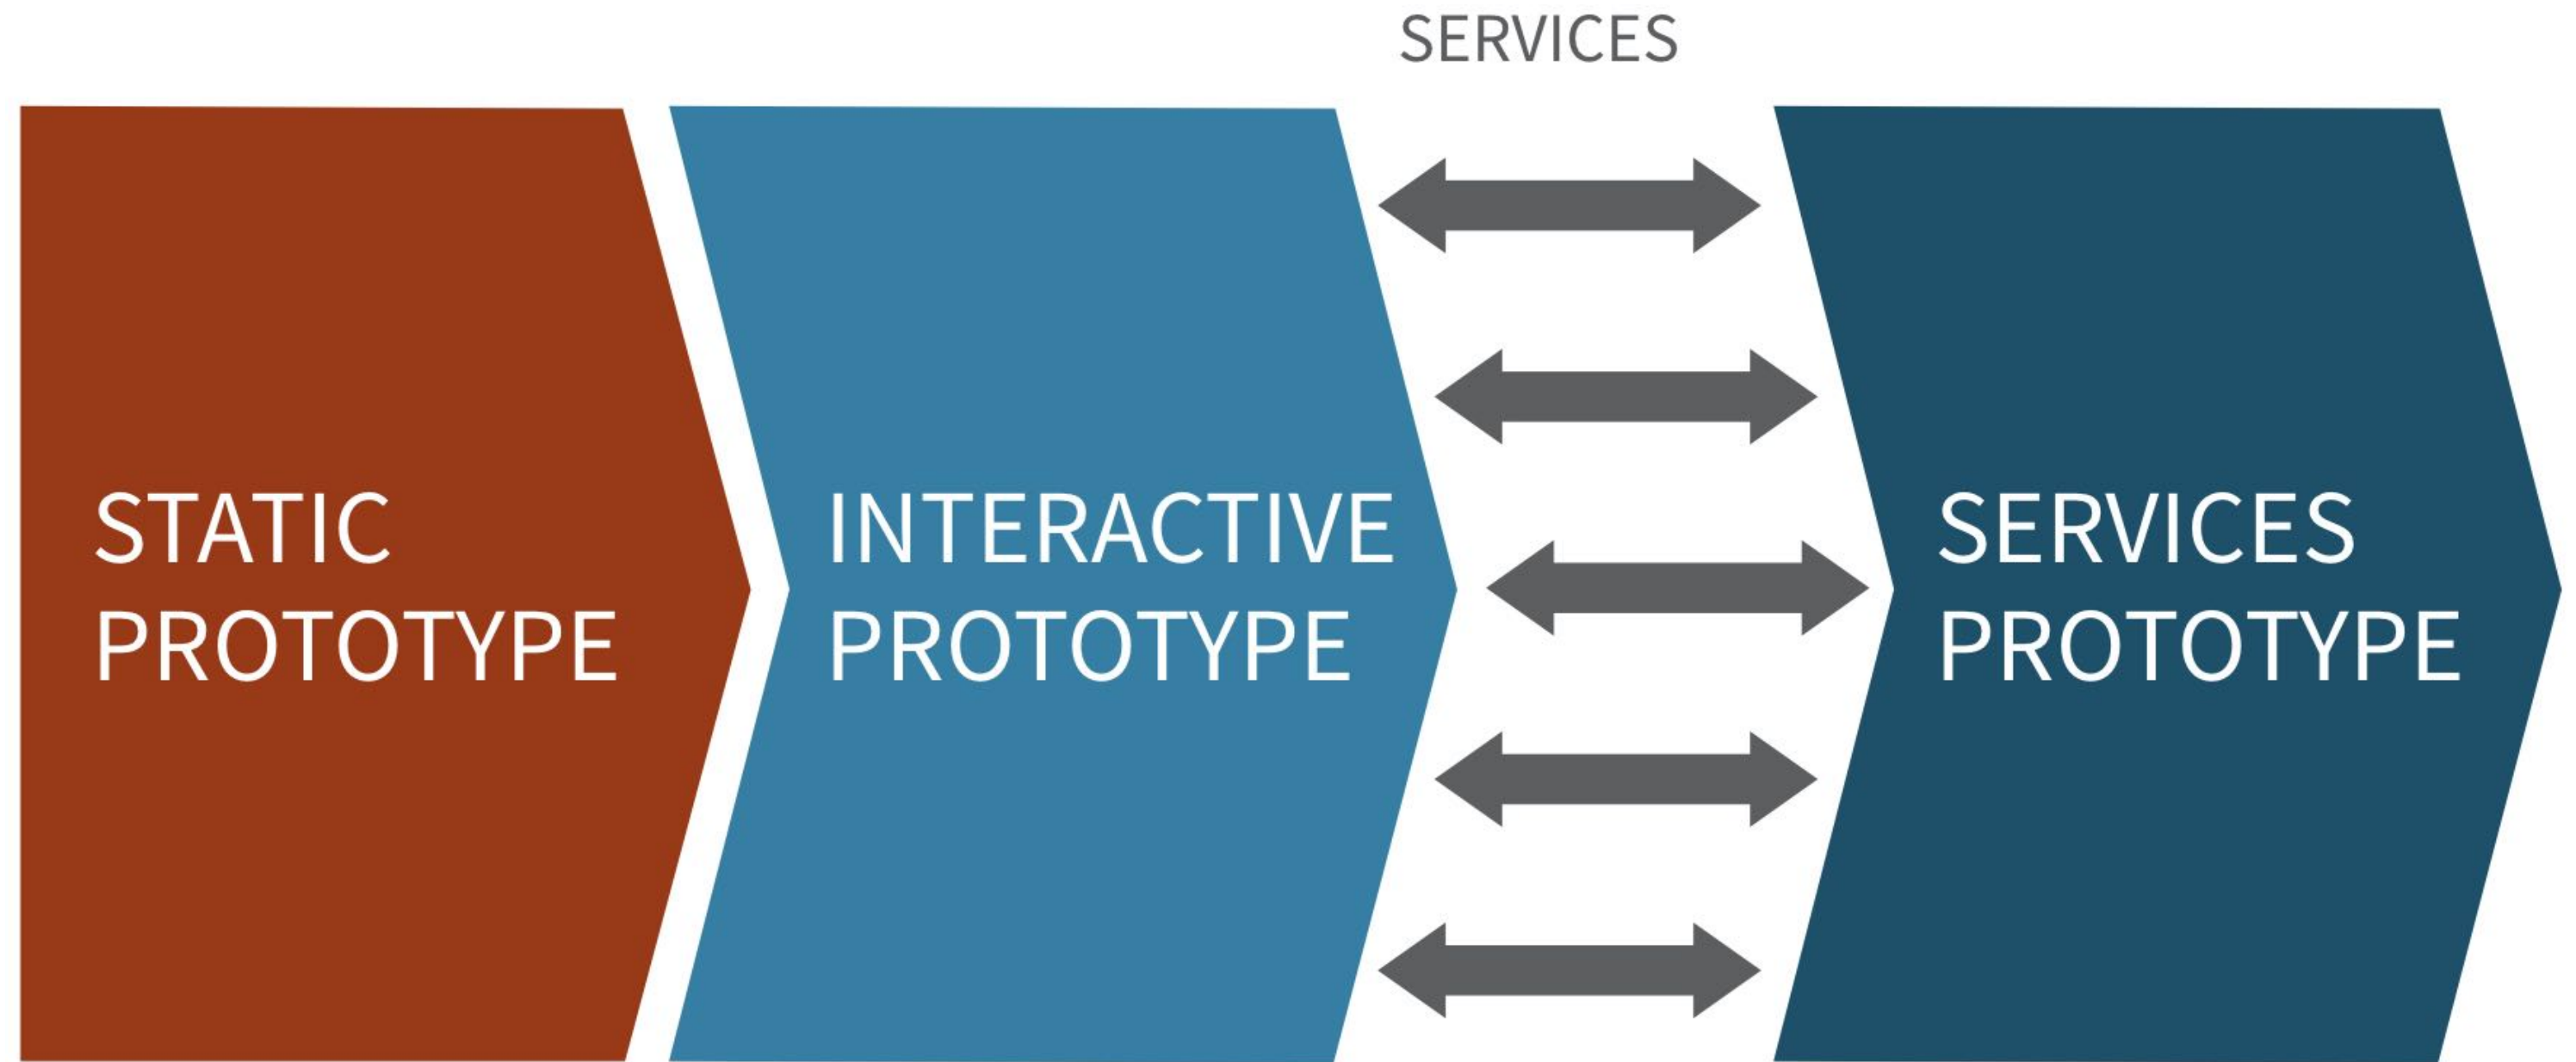 SERVICES
STATIC
PROTOTYPE
INTERACTIVE
PROTOTYPE
SERVICES
PROTOTYPE